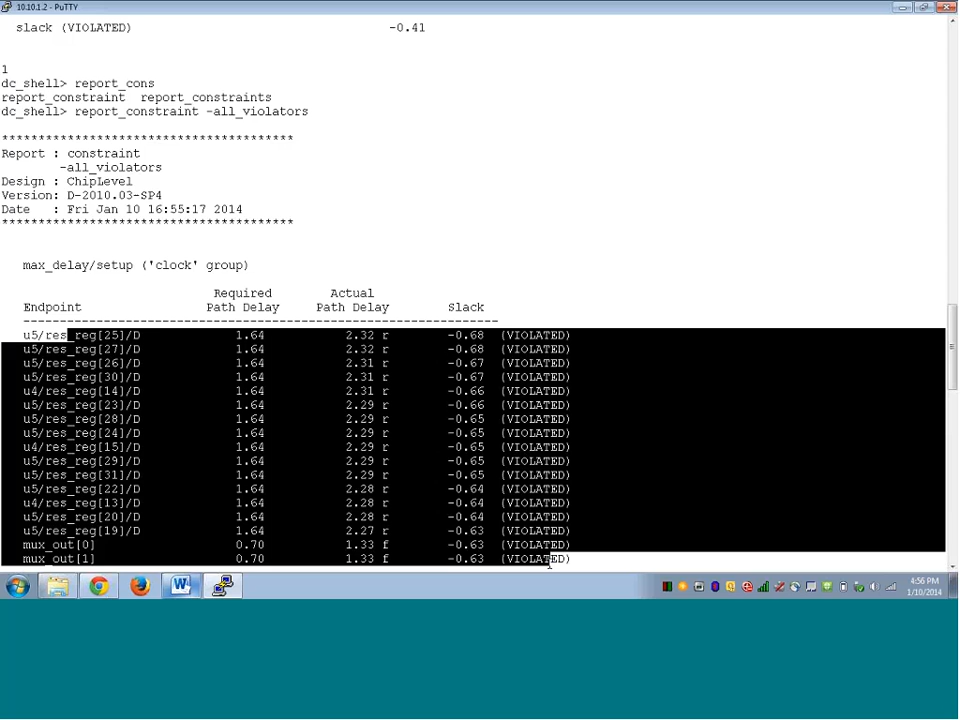 10.10.1.2 - PuTTY
slack (VIOLATED) -0.41
1
dc_shell> report_cons
report_constraint report_constraints
dc_shell> report_constraint -all_violators
****************************************
Report : constraint
-all_violators
Design : ChipLevel
Version: D-2010.03-SP4
Date : Fri Jan 10 16:55:17 2014
****************************************
max_delay/setup ('clock' group)
Required Actual
Endpoint Path Delay Path Delay Slack
-----------------------------------------------------------------
u5/res_reg[25]/D 1.64 2.32 r -0.68 (VIOLATED)
u5/res_reg[27]/D 1.64 2.32 r -0.68 (VIOLATED)
u5/res_reg[26]/D 1.64 2.31 r -0.67 (VIOLATED)
u5/res_reg[30]/D 1.64 2.31 r -0.67 (VIOLATED)
u4/res_reg[14]/D 1.64 2.31 r -0.66 (VIOLATED)
u5/res_reg[23]/D 1.64 2.29 r -0.66 (VIOLATED)
u5/res_reg[28]/D 1.64 2.29 r -0.65 (VIOLATED)
u5/res_reg[24]/D 1.64 2.29 r -0.65 (VIOLATED)
u4/res_reg[15]/D 1.64 2.29 r -0.65 (VIOLATED)
u5/res_reg[29]/D 1.64 2.29 r -0.65 (VIOLATED)
u5/res_reg[31]/D 1.64 2.29 r -0.65 (VIOLATED)
u5/res_reg[22]/D 1.64 2.28 r -0.64 (VIOLATED)
u4/res_reg[13]/D 1.64 2.28 r -0.64 (VIOLATED)
u5/res_reg[20]/D 1.64 2.28 r -0.64 (VIOLATED)
u5/res_reg[19]/D 1.64 2.27 r -0.63 (VIOLATED)
mux_out[0] 0.70 1.33 f -0.63 (VIOLATED)
mux_out[1] 0.70 1.33 f -0.63 (VIOLATED)
4:56 PM
1/10/2014